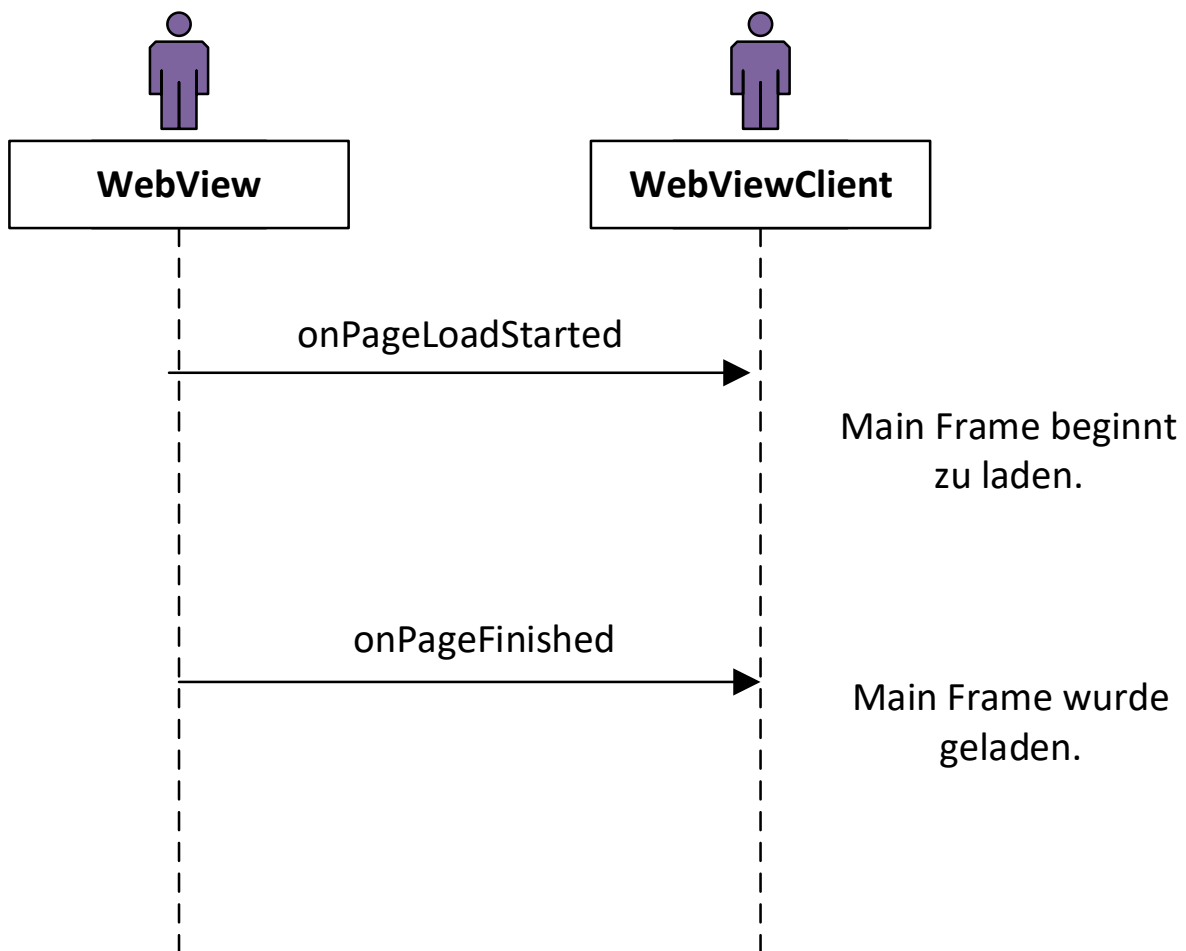 WebView
WebViewClient
onPageLoadStarted
Main Frame beginnt
zu laden.
onPageFinished
Main Frame wurde
geladen.